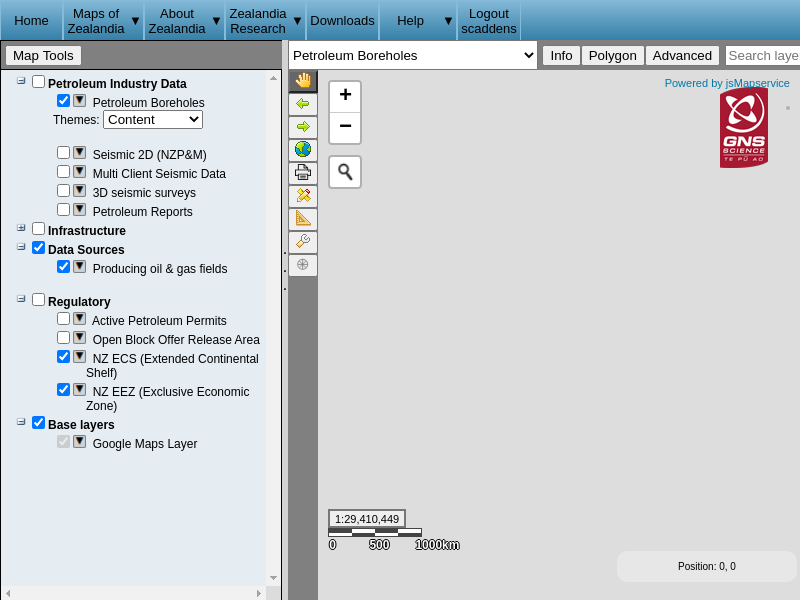 Home
Maps of Zealandia ▼
About Zealandia ▼
Zealandia Research ▼
Downloads
Help ▼
Logout scaddens
Map Tools
Petroleum Boreholes
Info
Polygon
Advanced
Search laye
Petroleum Industry Data
Petroleum Boreholes
Themes: Content
Seismic 2D (NZP&M)
Multi Client Seismic Data
3D seismic surveys
Petroleum Reports
Infrastructure
Data Sources
Producing oil & gas fields
Regulatory
Active Petroleum Permits
Open Block Offer Release Area
NZ ECS (Extended Continental
Shelf)
NZ EEZ (Exclusive Economic
Zone)
Base layers
Google Maps Layer
+
−
Powered by jsMapservice
GNS
SCIENCE
TE PŪ AO
1:29,410,449
0 500 1000km
Position: 0, 0